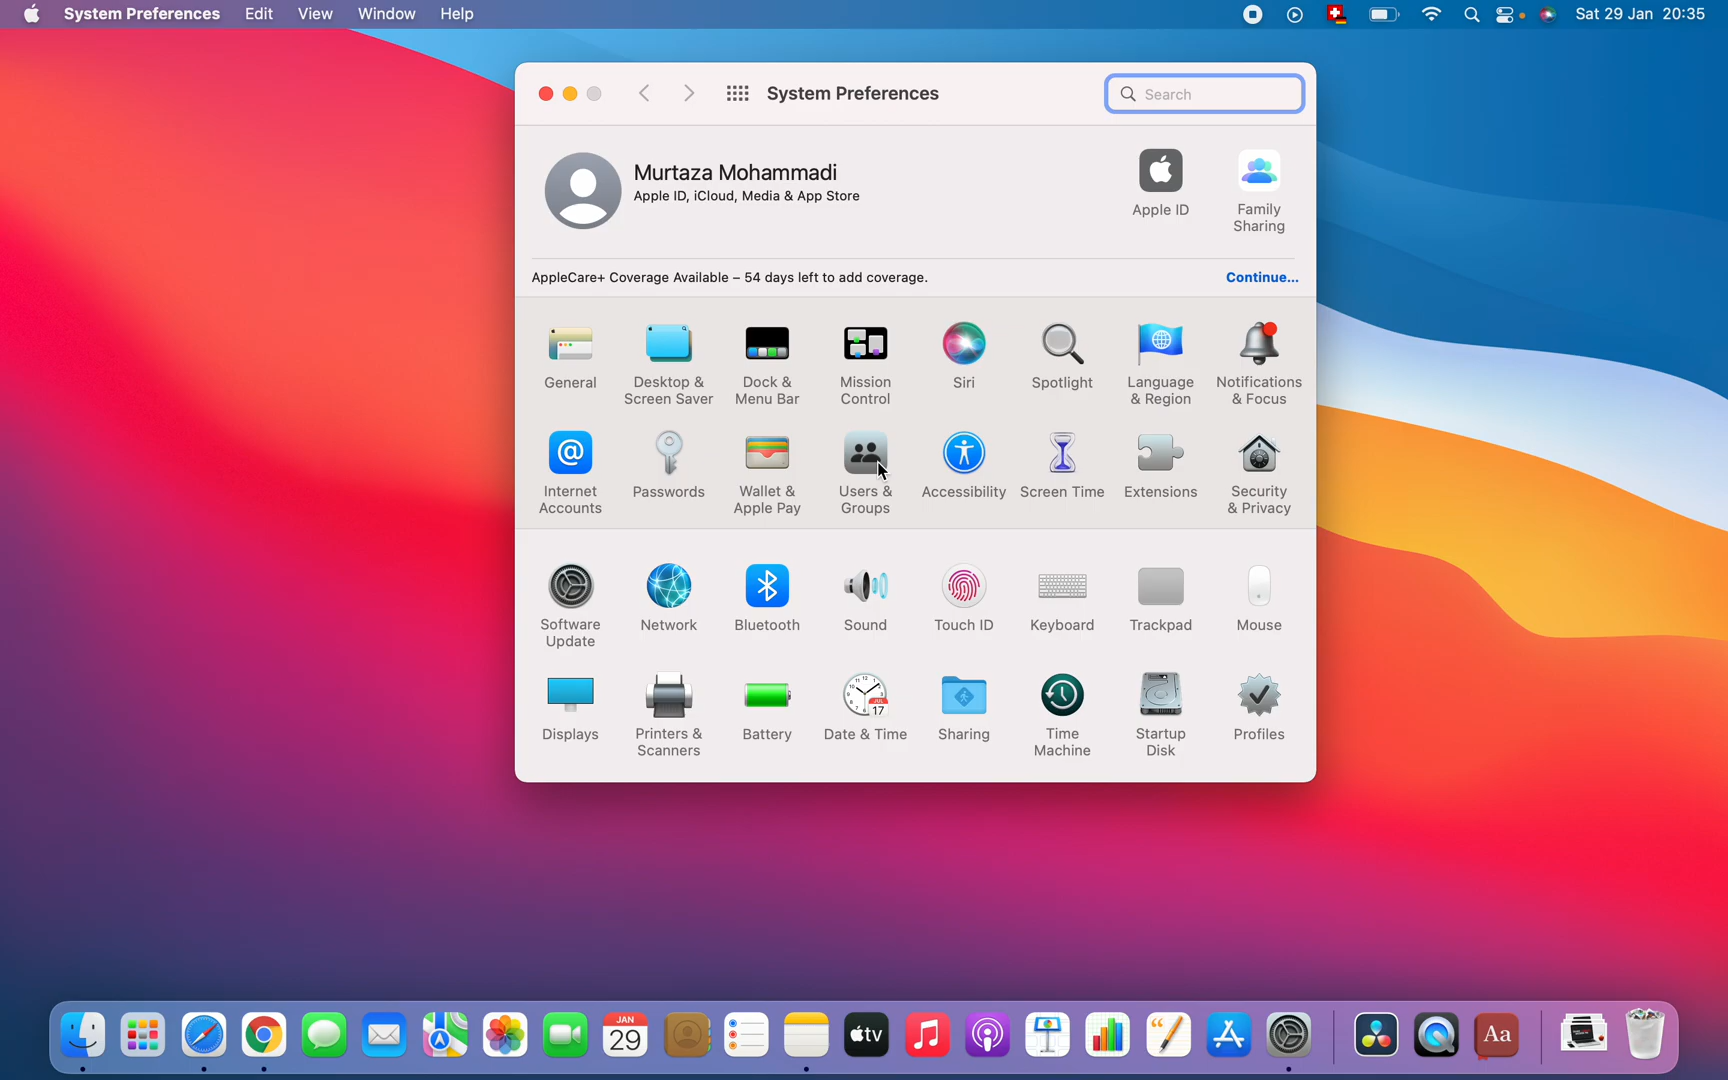 System Preferences Edit View Window Help Sat 29 Jan 20:35
System Preferences
Search
Murtaza Mohammadi
Apple ID, iCloud, Media & App Store
Apple ID
Family
Sharing
AppleCare+ Coverage Available – 54 days left to add coverage. Continue...
General
Desktop &
Screen Saver
Dock &
Menu Bar
Mission
Control
Siri
Spotlight
Language
& Region
Notifications
& Focus
Internet
Accounts
Passwords
Wallet &
Apple Pay
Users &
Groups
Accessibility
Screen Time
Extensions
Security
& Privacy
Software
Update
Network
Bluetooth
Sound
Touch ID
Keyboard
Trackpad
Mouse
Displays
Printers &
Scanners
Battery
JUL
17
Date & Time
Sharing
Time
Machine
Startup
Disk
Profiles
JAN
29
tv
Aa